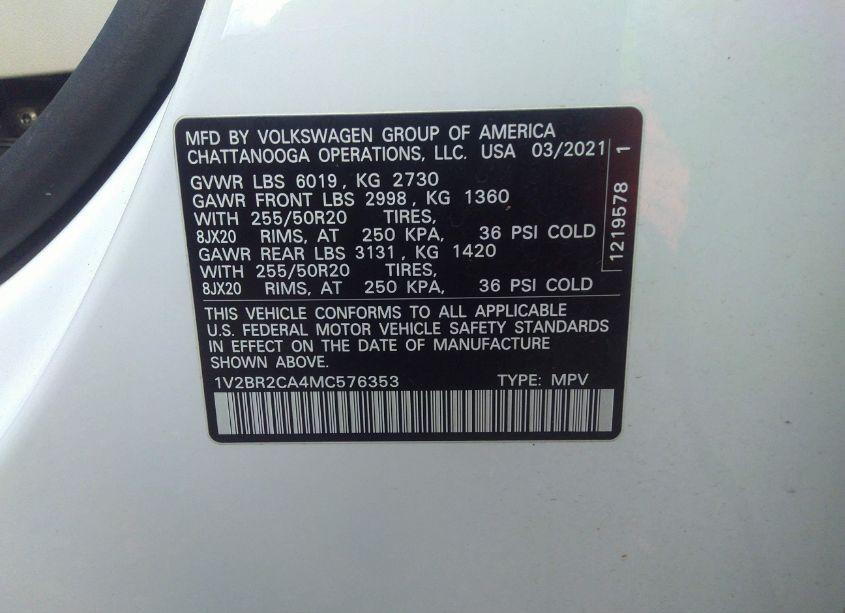 MFD BY VOLKSWAGEN GROUP OF AMERICA
CHATTANOOGA OPERATIONS, LLC. USA 03/2021 1
GVWR LBS 6019, KG 2730
GAWR FRONT LBS 2998, KG 1360
WITH 255/50R20 TIRES,
8JX20 RIMS, AT 250 KPA, 36 PSI COLD
GAWR REAR LBS 3131, KG 1420
WITH 255/50R20 TIRES,
8JX20 RIMS, AT 250 KPA, 36 PSI COLD
1219578
THIS VEHICLE CONFORMS TO ALL APPLICABLE
U.S. FEDERAL MOTOR VEHICLE SAFETY STANDARDS
IN EFFECT ON THE DATE OF MANUFACTURE
SHOWN ABOVE.
1V2BR2CA4MC576353 TYPE: MPV